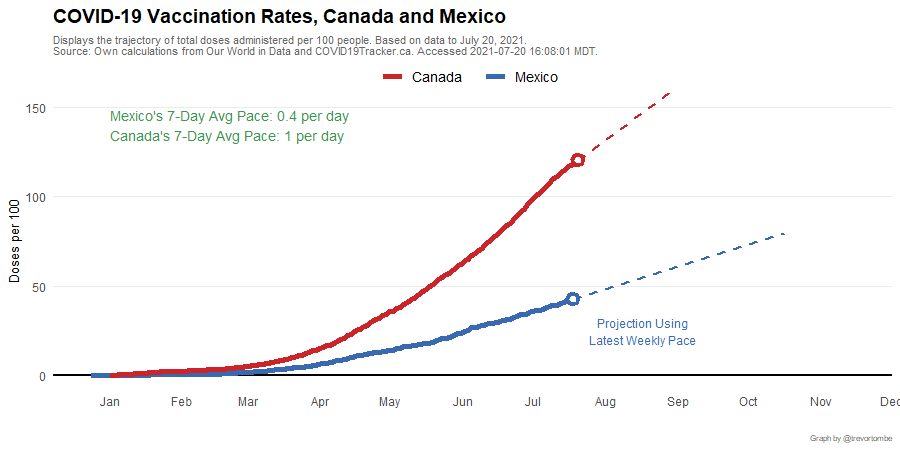 COVID-19 Vaccination Rates, Canada and Mexico
Displays the trajectory of total doses administered per 100 people. Based on data to July 20, 2021.
Source: Own calculations from Our World in Data and COVID19Tracker.ca. Accessed 2021-07-20 16:08:01 MDT.
Canada Mexico
Mexico's 7-Day Avg Pace: 0.4 per day
Canada's 7-Day Avg Pace: 1 per day
Doses per 100
150
100
50
0
Projection Using
Latest Weekly Pace
Jan Feb Mar Apr May Jun Jul Aug Sep Oct Nov Dec
Graph by @trevortombe